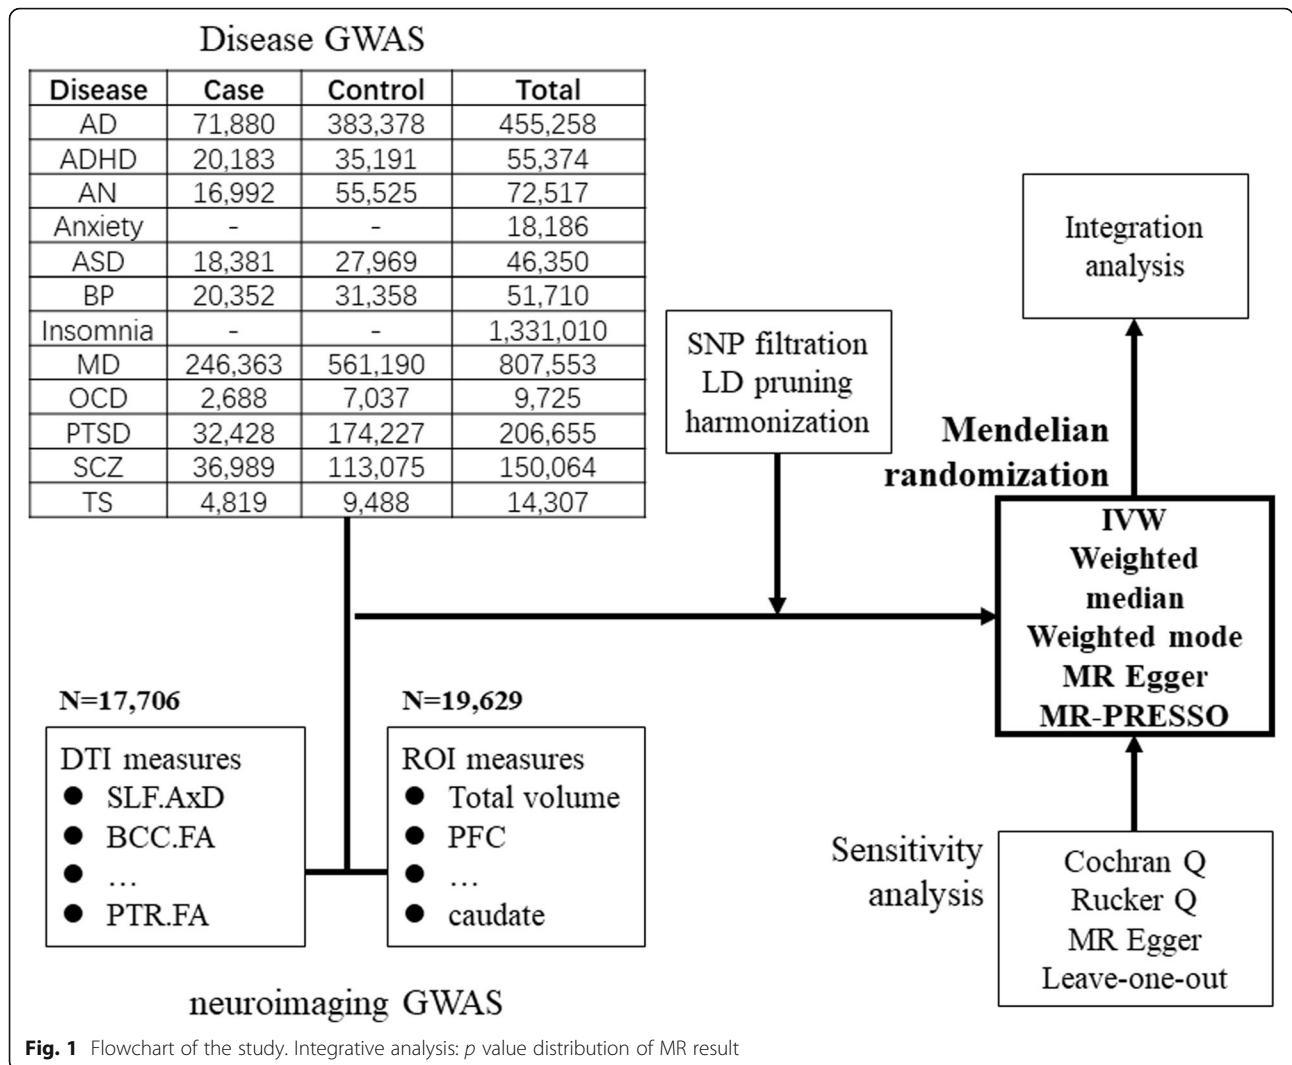 Disease GWAS
Disease Case Control Total
AD 71,880 383,378 455,258
ADHD 20,183 35,191 55,374
AN 16,992 55,525 72,517
Anxiety - - 18,186
ASD 18,381 27,969 46,350
BP 20,352 31,358 51,710
Insomnia - - 1,331,010
MD 246,363 561,190 807,553
OCD 2,688 7,037 9,725
PTSD 32,428 174,227 206,655
SCZ 36,989 113,075 150,064
TS 4,819 9,488 14,307
N=17,706
DTI measures
● SLF.AxD
● BCC.FA
● …
● PTR.FA
N=19,629
ROI measures
● Total volume
● PFC
● …
● caudate
neuroimaging GWAS
SNP filtration
LD pruning
harmonization
Integration
analysis
Mendelian
randomization
IVW
Weighted
median
Weighted mode
MR Egger
MR-PRESSO
Sensitivity
analysis
Cochran Q
Rucker Q
MR Egger
Leave-one-out
Fig. 1 Flowchart of the study. Integrative analysis: p value distribution of MR result